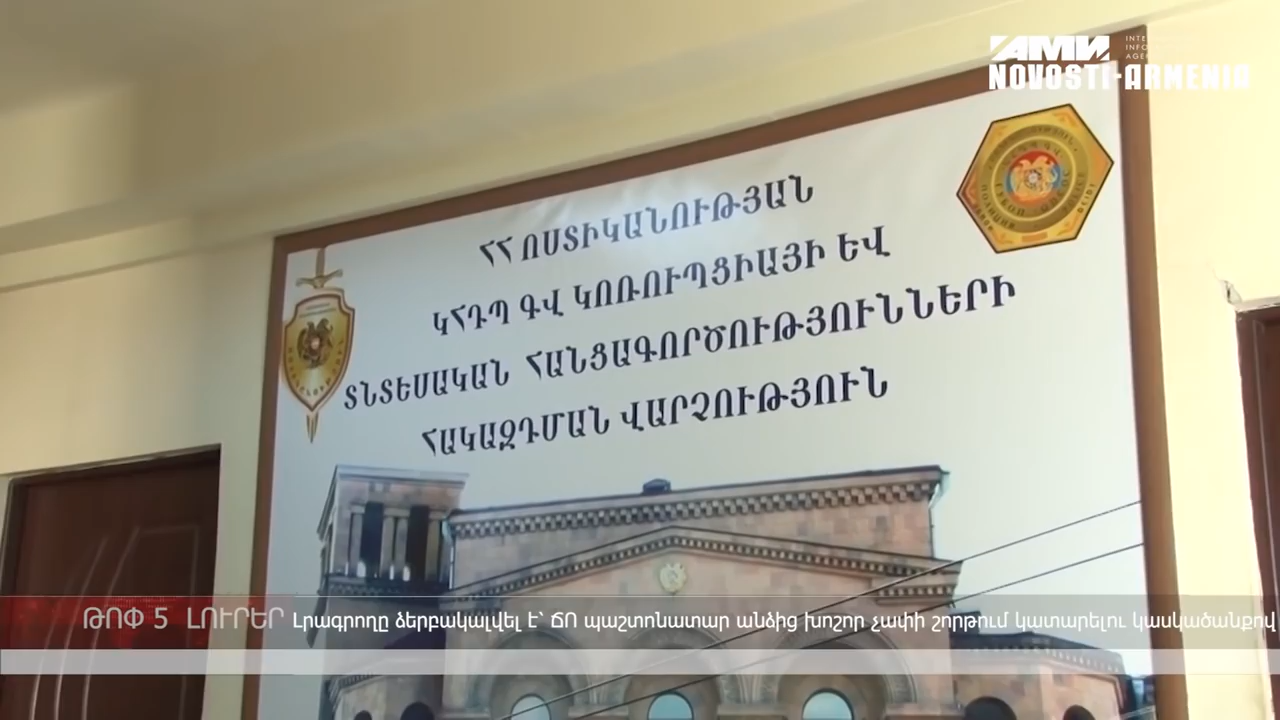 АМИ
NOVOSTI-ARMENIA
ՀՀ ՈՍՏԻԿԱՆՈՒԹՅԱՆ
ԿՀԴՊ ԳՎ ԿՈՌՈՒՊՑԻԱՅԻ ԵՎ
ՏՆՏԵՍԱԿԱՆ ՀԱՆՑԱԳՈՐԾՈՒԹՅՈՒՆՆԵՐԻ
ՀԱԿԱԶԴՄԱՆ ՎԱՐՉՈՒԹՅՈՒՆ
ԹՈՓ 5 ԼՈՒՐԵՐ Լրագրողը ձերբակալվել է՝ ՃՈ պաշտոնատար անձից խոշոր չափի շորթում կատարելու կասկածանքով